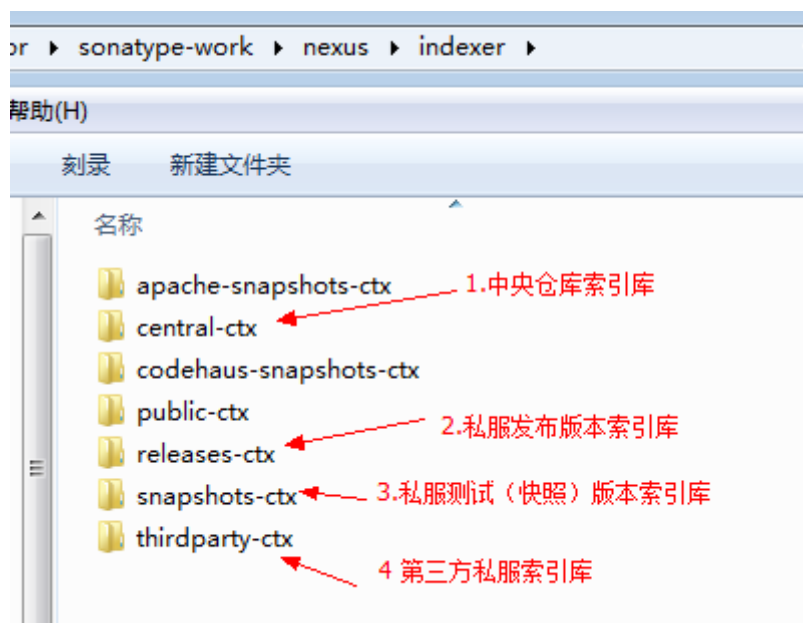 or ▸ sonatype-work ▸ nexus ▸ indexer ▸
帮助(H)
刻录 新建文件夹
名称
apache-snapshots-ctx
1.中央仓库索引库
central-ctx
codehaus-snapshots-ctx
public-ctx
2.私服发布版本索引库
releases-ctx
snapshots-ctx 3.私服测试（快照）版本索引库
thirdparty-ctx
4 第三方私服索引库